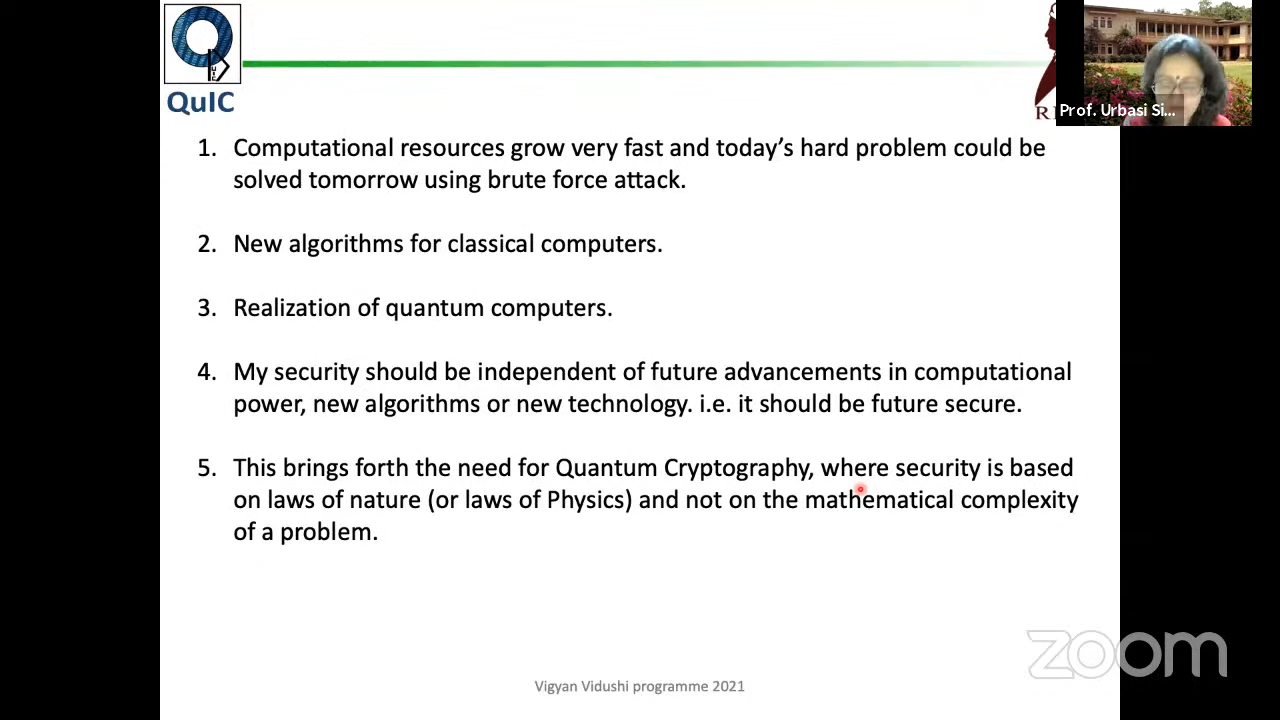 QuIC
Prof. Urbasi Si...
1. Computational resources grow very fast and today's hard problem could be
solved tomorrow using brute force attack.
2. New algorithms for classical computers.
3. Realization of quantum computers.
4. My security should be independent of future advancements in computational
power, new algorithms or new technology. i.e. it should be future secure.
5. This brings forth the need for Quantum Cryptography, where security is based
on laws of nature (or laws of Physics) and not on the mathematical complexity
of a problem.
zoom
Vigyan Vidushi programme 2021